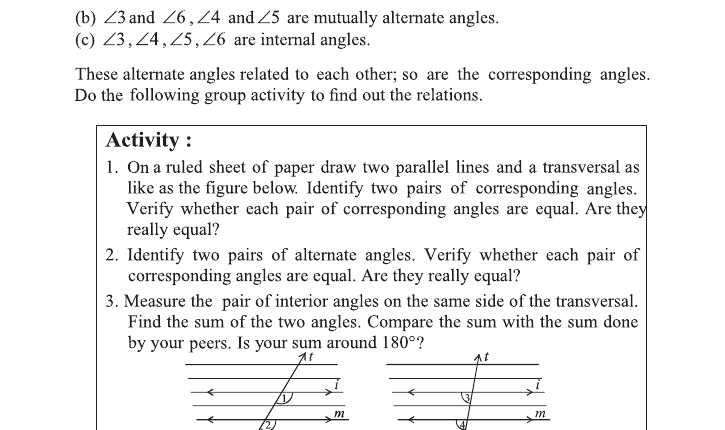 (b) ∠3 and ∠6, ∠4 and ∠5 are mutually alternate angles.
(c) ∠3, ∠4, ∠5, ∠6 are internal angles.
These alternate angles related to each other; so are the corresponding angles.
Do the following group activity to find out the relations.
Activity :
1. On a ruled sheet of paper draw two parallel lines and a transversal as
like as the figure below. Identify two pairs of corresponding angles.
Verify whether each pair of corresponding angles are equal. Are they
really equal?
2. Identify two pairs of alternate angles. Verify whether each pair of
corresponding angles are equal. Are they really equal?
3. Measure the pair of interior angles on the same side of the transversal.
Find the sum of the two angles. Compare the sum with the sum done
by your peers. Is your sum around 180°?
t t
l l
1 3
m m
2 4